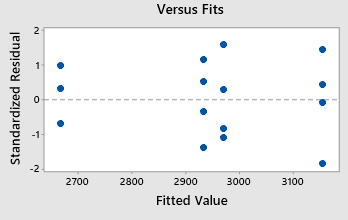 Versus Fits
Standardized Residual
2
1
0
-1
-2
2700 2800 2900 3000 3100
Fitted Value